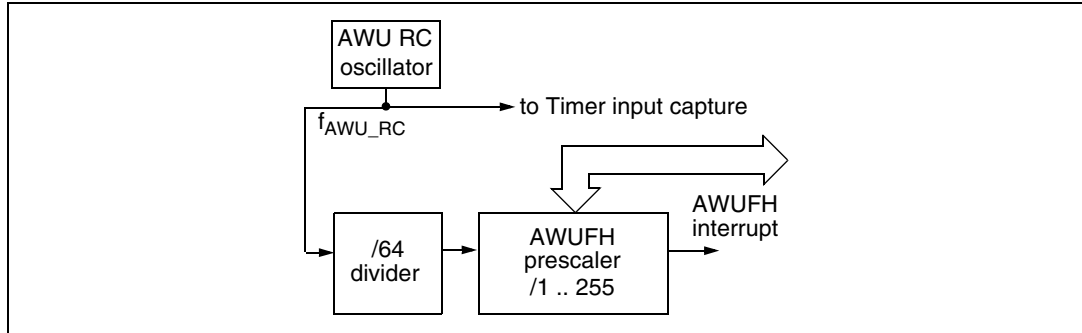 AWU RC
oscillator
to Timer input capture
fAWU_RC
AWUFH
interrupt
/64
divider
AWUFH
prescaler
/1 .. 255